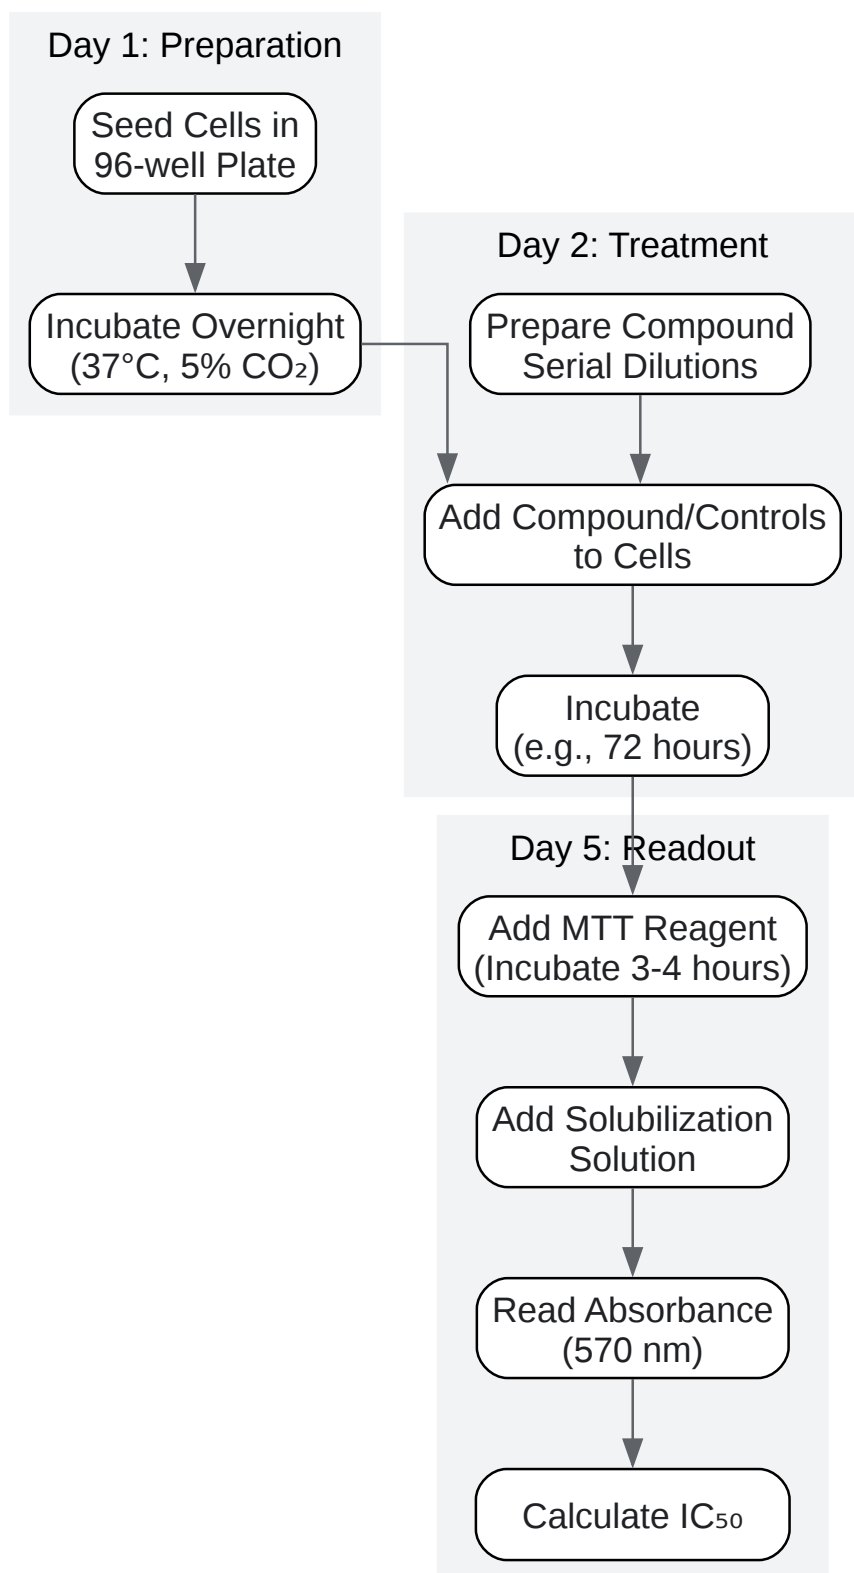 Day 1: Preparation
Seed Cells in
96-well Plate
Incubate Overnight
(37°C, 5% CO₂)
Day 2: Treatment
Prepare Compound
Serial Dilutions
Add Compound/Controls
to Cells
Incubate
(e.g., 72 hours)
Day 5: Readout
Add MTT Reagent
(Incubate 3-4 hours)
Add Solubilization
Solution
Read Absorbance
(570 nm)
Calculate IC₅₀